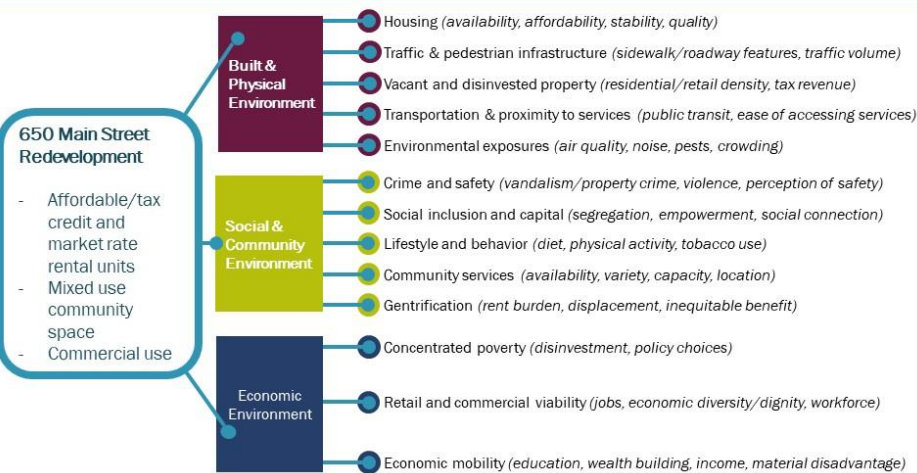 650 Main Street
Redevelopment
- Affordable/tax
credit and
market rate
rental units
- Mixed use
community
space
- Commercial use
Built &
Physical
Environment
Housing (availability, affordability, stability, quality)
Traffic & pedestrian infrastructure (sidewalk/roadway features, traffic volume)
Vacant and disinvested property (residential/retail density, tax revenue)
Transportation & proximity to services (public transit, ease of accessing services)
Environmental exposures (air quality, noise, pests, crowding)
Social &
Community
Environment
Crime and safety (vandalism/property crime, violence, perception of safety)
Social inclusion and capital (segregation, empowerment, social connection)
Lifestyle and behavior (diet, physical activity, tobacco use)
Community services (availability, variety, capacity, location)
Gentrification (rent burden, displacement, inequitable benefit)
Economic
Environment
Concentrated poverty (disinvestment, policy choices)
Retail and commercial viability (jobs, economic diversity/dignity, workforce)
Economic mobility (education, wealth building, income, material disadvantage)